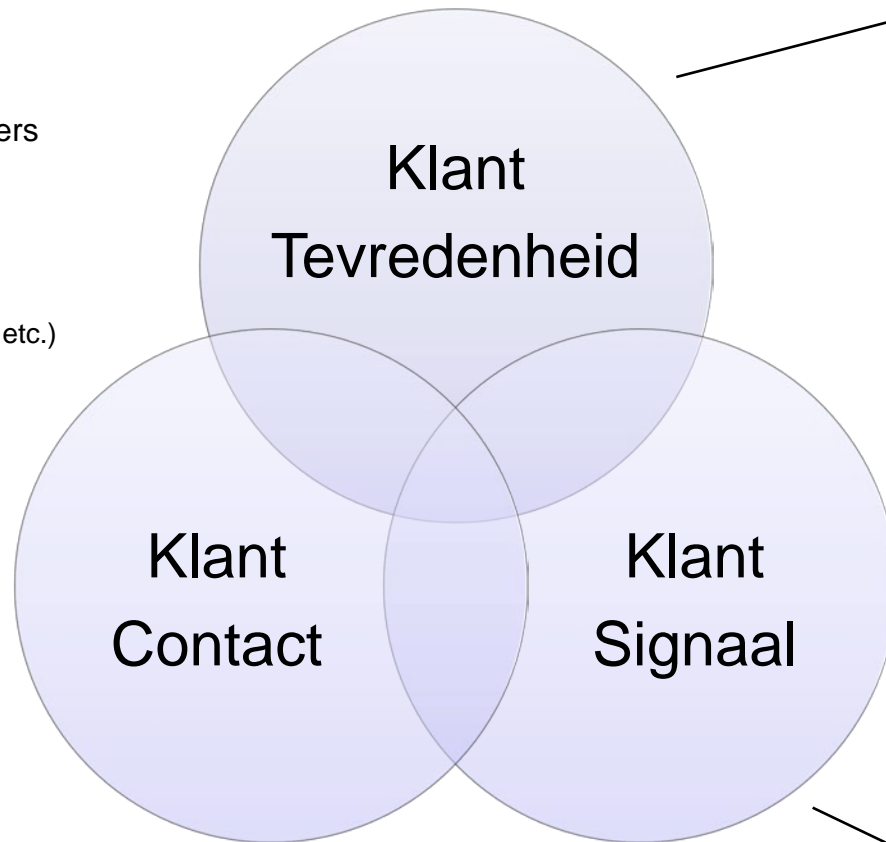 ers
etc.)
Klant
Tevredenheid
Klant
Contact
Klant
Signaal